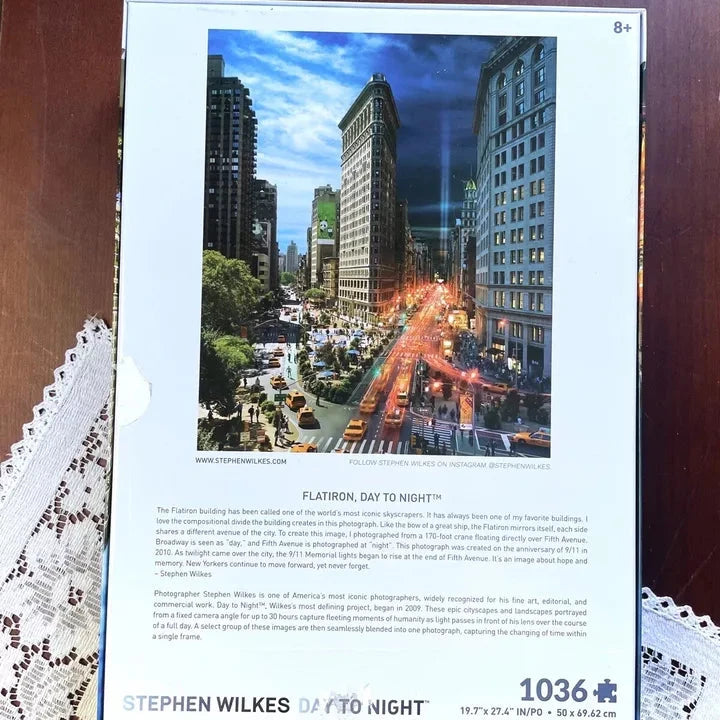 8+
WWW.STEPHENWILKES.COM
FOLLOW STEPHEN WILKES ON INSTAGRAM @STEPHENWILKES.
FLATIRON, DAY TO NIGHT™
The Flatiron building has been called one of the world's most iconic skyscrapers. It has always been one of my favorite buildings. I
love the compositional divide the building creates in this photograph. Like the bow of a great ship, the Flatiron mirrors itself, each side
shares a different avenue of the city. To create this image, I photographed from a 170-foot crane floating directly over Fifth Avenue.
Broadway is seen as "day," and Fifth Avenue is photographed at "night". This photograph was created on the anniversary of 9/11 in
2010. As twilight came over the city, the 9/11 Memorial lights began to rise at the end of Fifth Avenue. It's an image about hope and
memory. New Yorkers continue to move forward, yet never forget.
- Stephen Wilkes
Photographer Stephen Wilkes is one of America's most iconic photographers, widely recognized for his fine art, editorial, and
commercial work. Day to Night™, Wilkes's most defining project, began in 2009. These epic cityscapes and landscapes portrayed
from a fixed camera angle for up to 30 hours capture fleeting moments of humanity as light passes in front of his lens over the course
of a full day. A select group of these images are then seamlessly blended into one photograph, capturing the changing of time within
a single frame.
STEPHEN WILKES DAY TO NIGHT™
1036
19.7"x 27.4" IN/PO • 50 x 69.62 cm